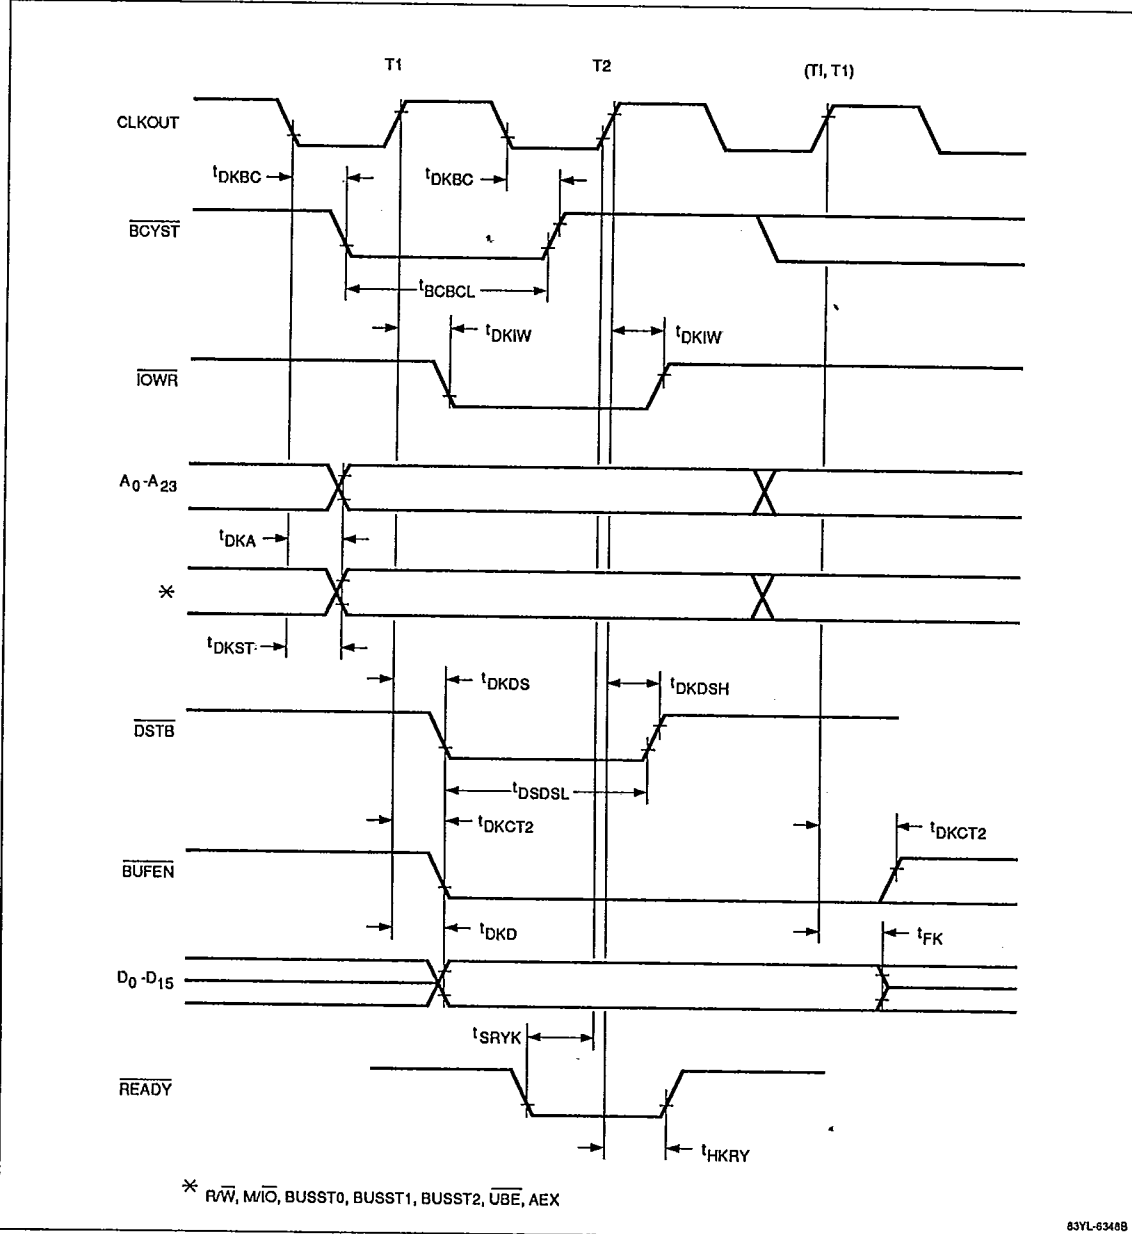 T1 T2 (TI, T1)
CLKOUT
tDKBC tDKBC
BCYST
tBCBCL
tDKIW tDKIW
IOWR
A0-A23
tDKA
*
tDKST
tDKDS tDKDSH
DSTB
tDSDSL
tDKCT2 tDKCT2
BUFEN
tDKD tFK
D0-D15
tSRYK
READY
tHKRY
* R/W, M/IO, BUSST0, BUSST1, BUSST2, UBE, AEX
83YL-6348B